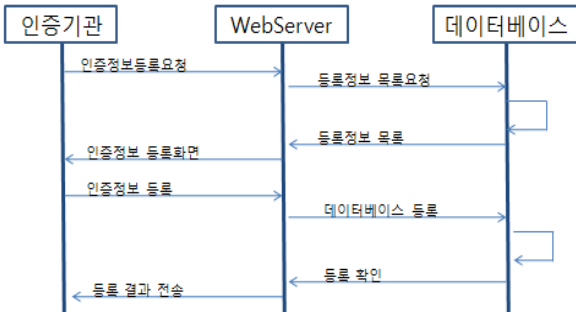 인증기관 WebServer 데이터베이스
인증정보등록요청
등록정보 목록요청
등록정보 목록
인증정보 등록화면
인증정보 등록
데이터베이스 등록
등록 확인
등록 결과 전송